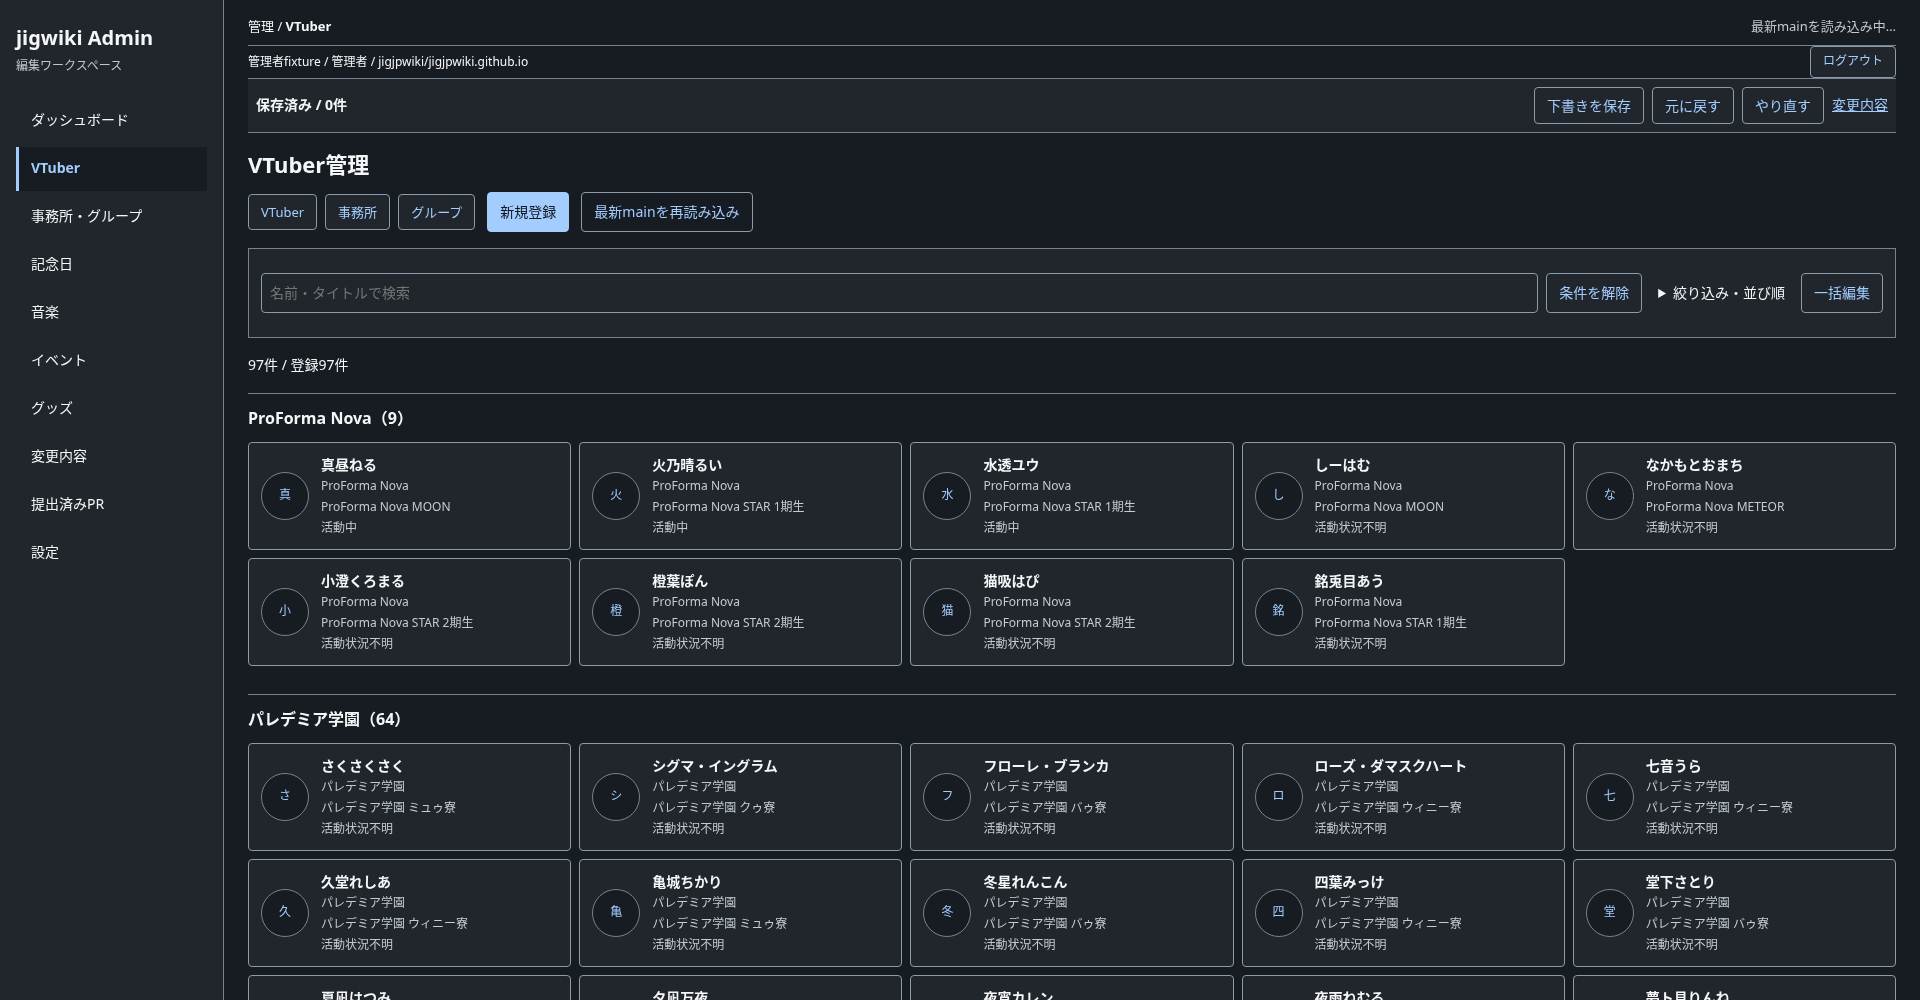 jigwiki Admin
編集ワークスペース
ダッシュボード
VTuber
事務所・グループ
記念日
音楽
イベント
グッズ
変更内容
提出済みPR
設定
管理 / VTuber
最新mainを読み込み中...
管理者fixture / 管理者 / jigjpwiki/jigjpwiki.github.io
ログアウト
保存済み / 0件
下書きを保存 元に戻す やり直す 変更内容
VTuber管理
VTuber 事務所 グループ 新規登録 最新mainを再読み込み
名前・タイトルで検索 条件を解除 ▶ 絞り込み・並び順 一括編集
97件 / 登録97件
ProForma Nova（9）
真
真昼ねる
ProForma Nova
ProForma Nova MOON
活動中
火
火乃晴るい
ProForma Nova
ProForma Nova STAR 1期生
活動中
水
水透ユウ
ProForma Nova
ProForma Nova STAR 1期生
活動中
し
しーはむ
ProForma Nova
ProForma Nova MOON
活動状況不明
な
なかもとおまち
ProForma Nova
ProForma Nova METEOR
活動状況不明
小
小澄くろまる
ProForma Nova
ProForma Nova STAR 2期生
活動状況不明
橙
橙葉ぽん
ProForma Nova
ProForma Nova STAR 2期生
活動状況不明
猫
猫吸はぴ
ProForma Nova
ProForma Nova STAR 2期生
活動状況不明
銘
銘兎目あう
ProForma Nova
ProForma Nova STAR 1期生
活動状況不明
パレデミア学園（64）
さ
さくさくさく
パレデミア学園
パレデミア学園 ミュゥ寮
活動状況不明
シ
シグマ・イングラム
パレデミア学園
パレデミア学園 クゥ寮
活動状況不明
フ
フローレ・ブランカ
パレデミア学園
パレデミア学園 バゥ寮
活動状況不明
ロ
ローズ・ダマスクハート
パレデミア学園
パレデミア学園 ウィニー寮
活動状況不明
七
七音うら
パレデミア学園
パレデミア学園 ウィニー寮
活動状況不明
久
久堂れしあ
パレデミア学園
パレデミア学園 ウィニー寮
活動状況不明
亀
亀城ちかり
パレデミア学園
パレデミア学園 ミュゥ寮
活動状況不明
冬
冬星れんこん
パレデミア学園
パレデミア学園 バゥ寮
活動状況不明
四
四葉みっけ
パレデミア学園
パレデミア学園 ウィニー寮
活動状況不明
堂
堂下さとり
パレデミア学園
パレデミア学園 バゥ寮
活動状況不明
夏凪はつみ
夕凪万夜
夜宵カレン
夜雨ねむる